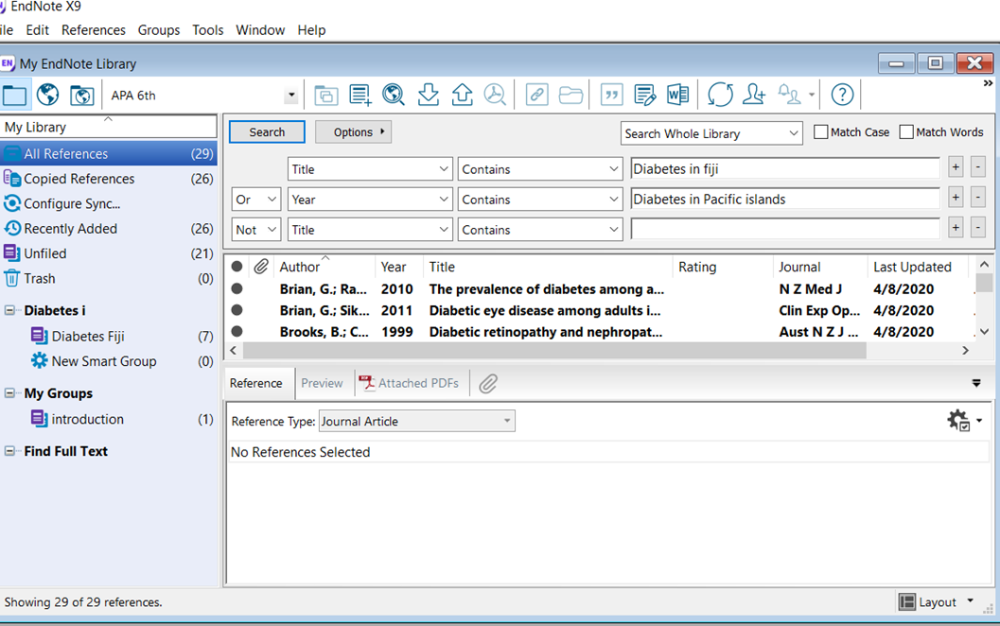 EndNote X9
ile Edit References Groups Tools Window Help
EN My EndNote Library
APA 6th
My Library
All References (29)
Copied References (26)
Configure Sync...
Recently Added (26)
Unfiled (21)
Trash (0)
Diabetes i
Diabetes Fiji (7)
New Smart Group (0)
My Groups
introduction (1)
Find Full Text
Search Options Search Whole Library Match Case Match Words
Title Contains Diabetes in fiji + -
Or Year Contains Diabetes in Pacific islands + -
Not Title Contains + -
Author Year Title Rating Journal Last Updated
Brian, G.; Ra... 2010 The prevalence of diabetes among a... N Z Med J 4/8/2020
Brian, G.; Sik... 2011 Diabetic eye disease among adults i... Clin Exp Op... 4/8/2020
Brooks, B.; C... 1999 Diabetic retinopathy and nephropat... Aust N Z J ... 4/8/2020
Reference Preview Attached PDFs
Reference Type: Journal Article
No References Selected
Showing 29 of 29 references. Layout